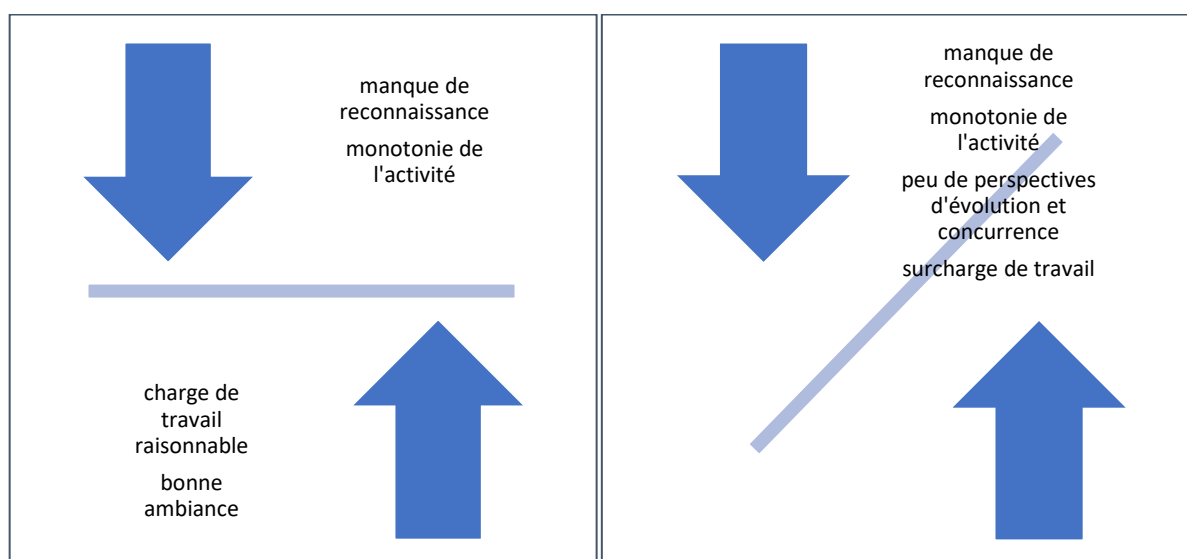 manque de
reconnaissance
monotonie de
l'activité
charge de
travail
raisonnable
bonne
ambiance
manque de
reconnaissance
monotonie de
l'activité
peu de perspectives
d'évolution et
concurrence
surcharge de travail